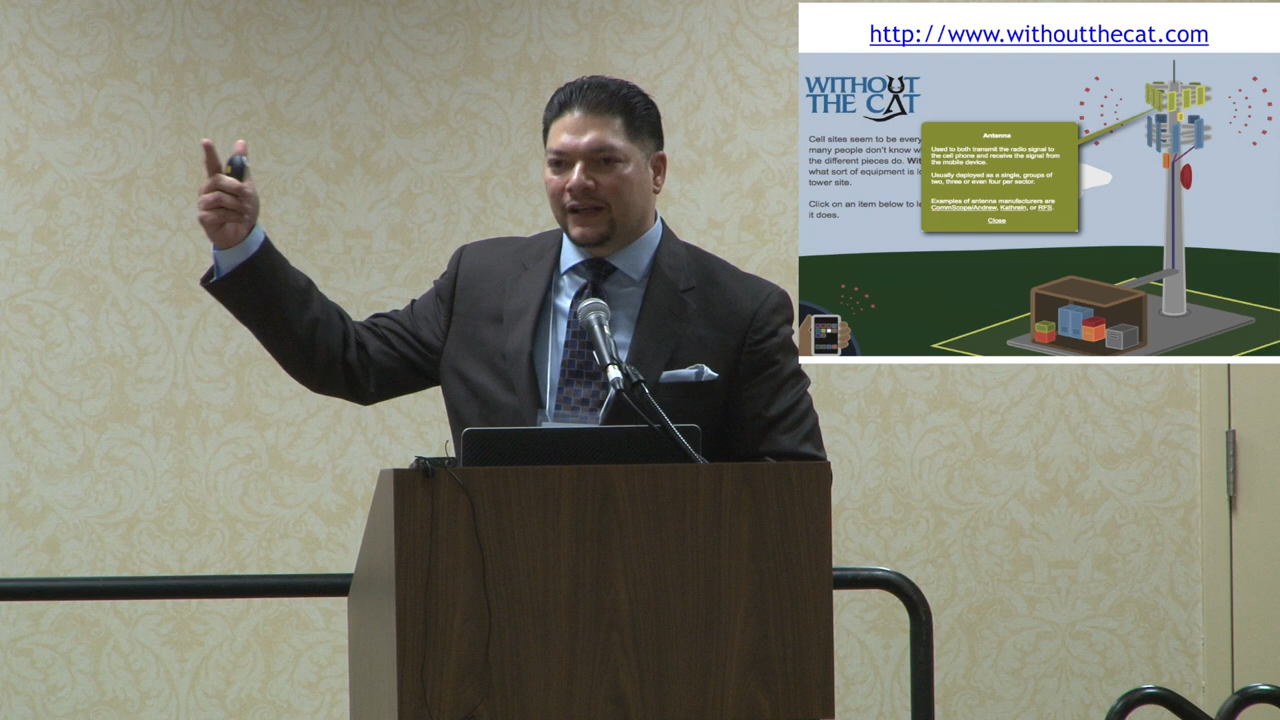 http://www.withoutthecat.com
WITHOUT
THE CAT
Cell sites seem to be every
many people don't know w
the different pieces do. Wit
what sort of equipment is lo
tower site.
Click on an item below to le
it does.
Antenna
Used to both transmit the radio signal to
the cell phone and receive the signal from
the mobile device.
Usually deployed as a single, groups of
two, three or even four per sector.
Examples of antenna manufacturers are
CommScope/Andrew, Kathrein, or RFS.
Close